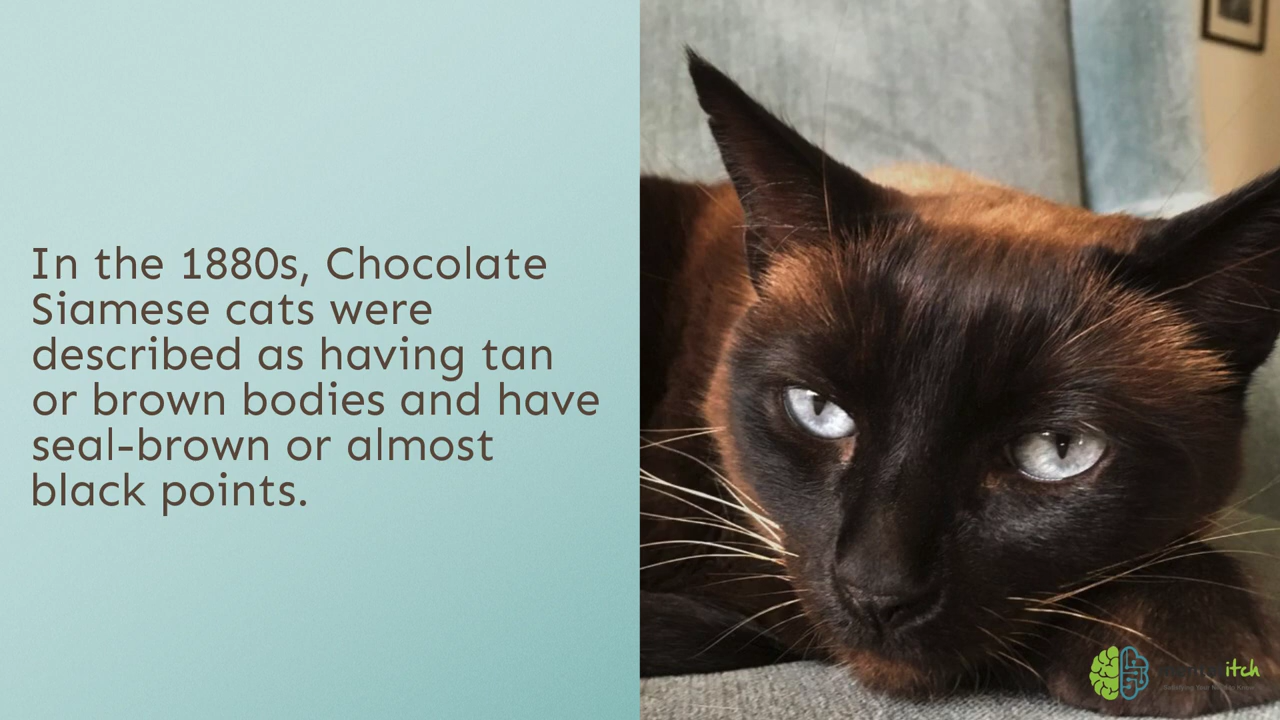 In the 1880s, Chocolate
Siamese cats were
described as having tan
or brown bodies and have
seal-brown or almost
black points.
itch